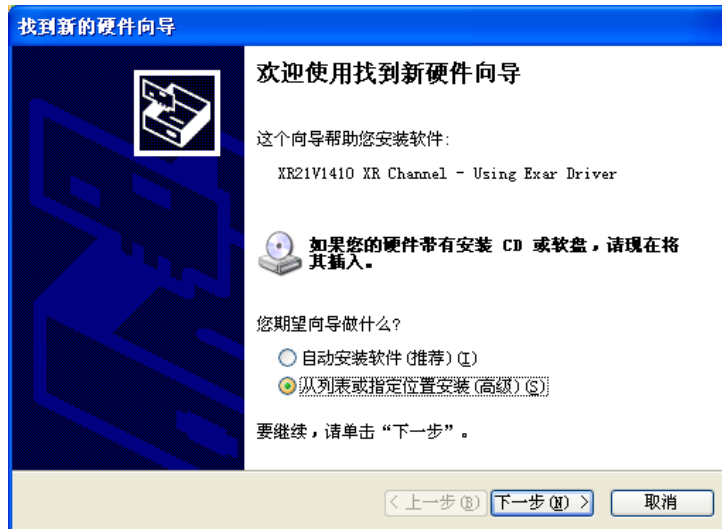 找到新的硬件向导
欢迎使用找到新硬件向导
这个向导帮助您安装软件:
XR21V1410 XR Channel - Using Exar Driver
如果您的硬件带有安装 CD 或软盘，请现在将
其插入。
您期望向导做什么?
自动安装软件(推荐)(I)
从列表或指定位置安装(高级)(S)
要继续，请单击“下一步”。
< 上一步(B) 下一步(N) > 取消